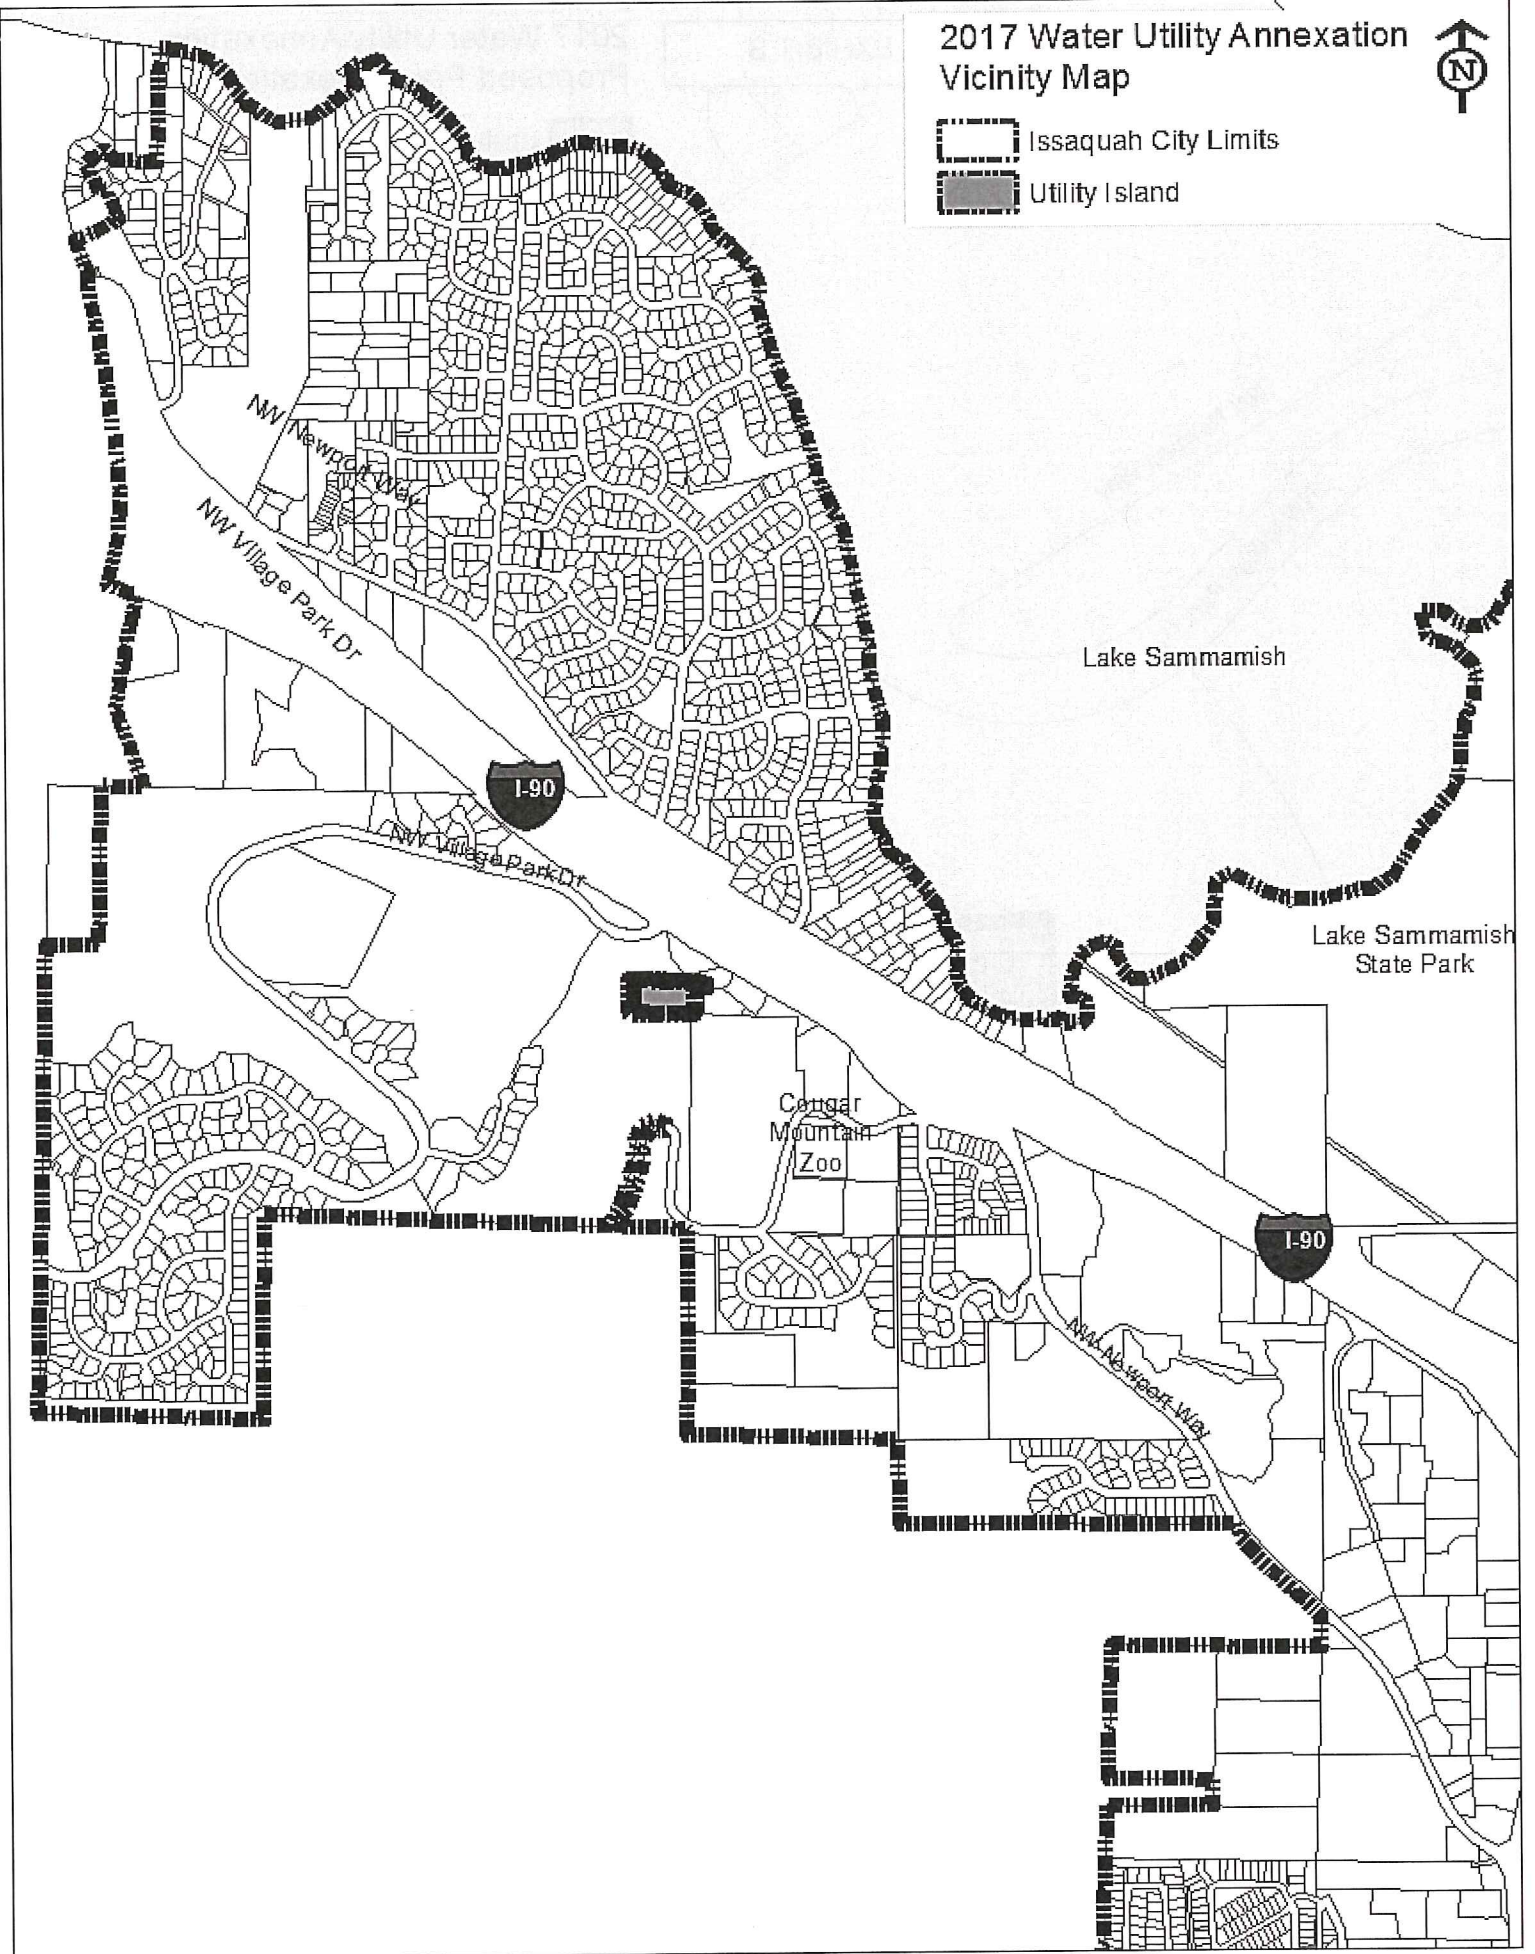 2017 Water Utility Annexation
Vicinity Map
N
Issaquah City Limits
Utility Island
NW Newport Way
NW Village Park Dr
Lake Sammamish
I-90
NW Village Park Dr
Lake Sammamish
State Park
Cougar
Mountain
Zoo
I-90
NW Newport Way